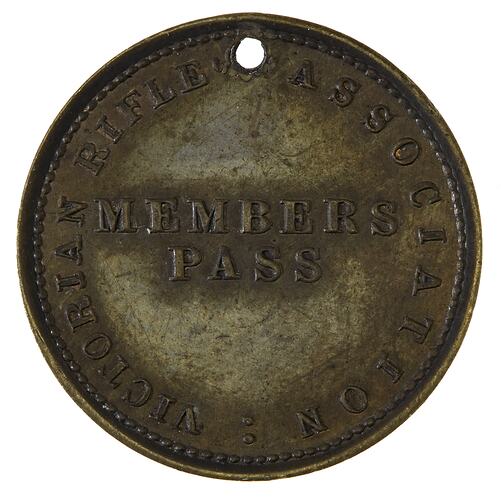 VICTORIAN RIFLE ASSOCIATION :
MEMBERS
PASS